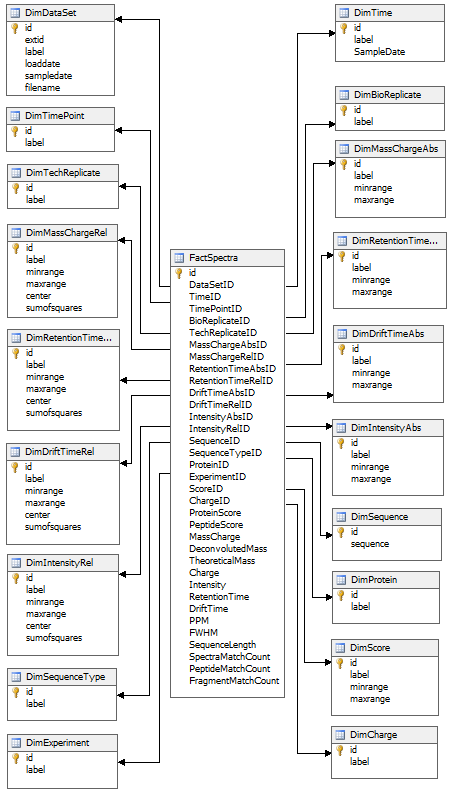 DimDataSet
id
extid
label
loaddate
sampledate
filename
DimTimePoint
id
label
DimTechReplicate
id
label
DimMassChargeRel
id
label
minrange
maxrange
center
sumofsquares
DimRetentionTime...
id
label
minrange
maxrange
center
sumofsquares
DimDriftTimeRel
id
label
minrange
maxrange
center
sumofsquares
DimIntensityRel
id
label
minrange
maxrange
center
sumofsquares
DimSequenceType
id
label
DimExperiment
id
label
FactSpectra
id
DataSetID
TimeID
TimePointID
BioReplicateID
TechReplicateID
MassChargeAbsID
MassChargeRelID
RetentionTimeAbsID
RetentionTimeRelID
DriftTimeAbsID
DriftTimeRelID
IntensityAbsID
IntensityRelID
SequenceID
SequenceTypeID
ProteinID
ExperimentID
ScoreID
ChargeID
ProteinScore
PeptideScore
MassCharge
DeconvolutedMass
TheoreticalMass
Charge
Intensity
RetentionTime
DriftTime
PPM
FWHM
SequenceLength
SpectraMatchCount
PeptideMatchCount
FragmentMatchCount
DimTime
id
label
SampleDate
DimBioReplicate
id
label
DimMassChargeAbs
id
label
minrange
maxrange
DimRetentionTime...
id
label
minrange
maxrange
DimDriftTimeAbs
id
label
minrange
maxrange
DimIntensityAbs
id
label
minrange
maxrange
DimSequence
id
sequence
DimProtein
id
label
DimScore
id
label
minrange
maxrange
DimCharge
id
label